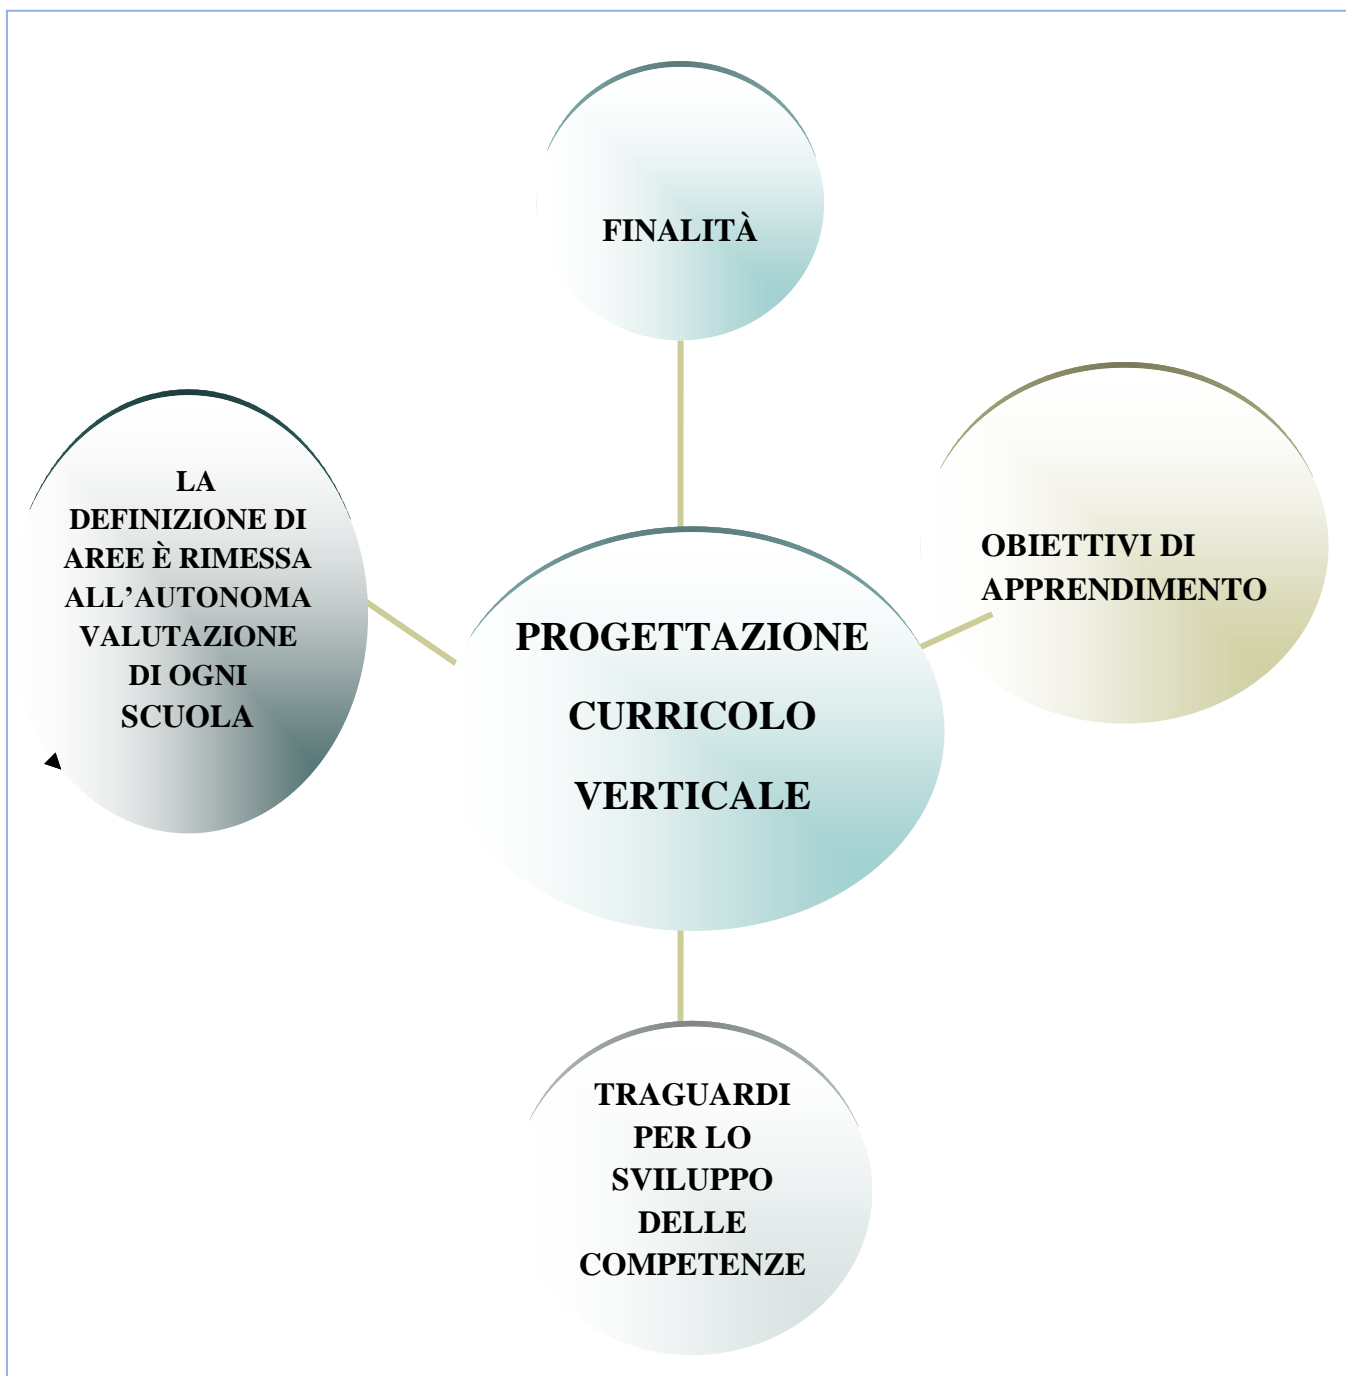 FINALITÀ
LA
DEFINIZIONE DI
AREE È RIMESSA
ALL’AUTONOMA
VALUTAZIONE
DI OGNI
SCUOLA
OBIETTIVI DI
APPRENDIMENTO
PROGETTAZIONE
CURRICOLO
VERTICALE
TRAGUARDI
PER LO
SVILUPPO
DELLE
COMPETENZE